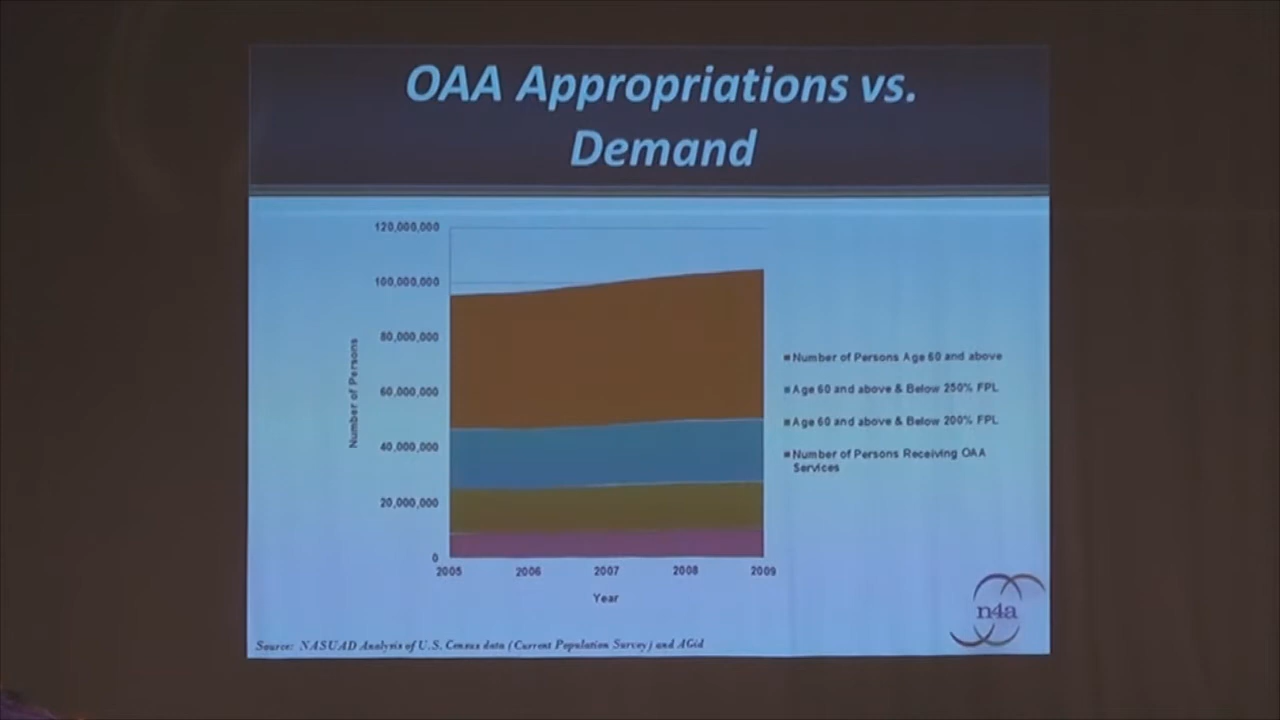 OAA Appropriations vs.
Demand
120,000,000
100,000,000
80,000,000
60,000,000
40,000,000
20,000,000
0
Number of Persons
2005 2006 2007 2008 2009
Year
Number of Persons Age 60 and above
Age 60 and above & Below 250% FPL
Age 60 and above & Below 200% FPL
Number of Persons Receiving OAA
Services
n4a
Source: NASUAD Analysis of U.S. Census data (Current Population Survey) and AGid